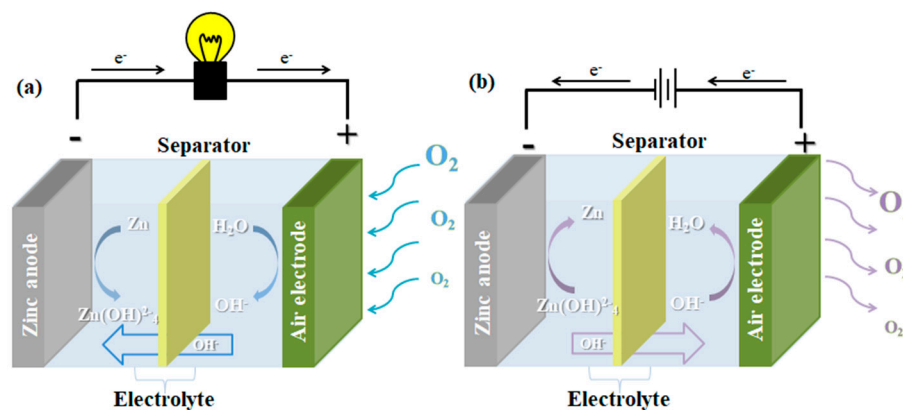 (a)
e⁻
e⁻
-
+
Separator
O₂
O₂
O₂
Zinc anode
Zn
H₂O
Zn(OH)²⁻₄
OH⁻
OH⁻
Air electrode
Electrolyte
(b)
e⁻
e⁻
-
+
Separator
O
O₂
O₂
Zinc anode
Zn
H₂O
Zn(OH)²⁻₄
OH⁻
OH⁻
Air electrode
Electrolyte